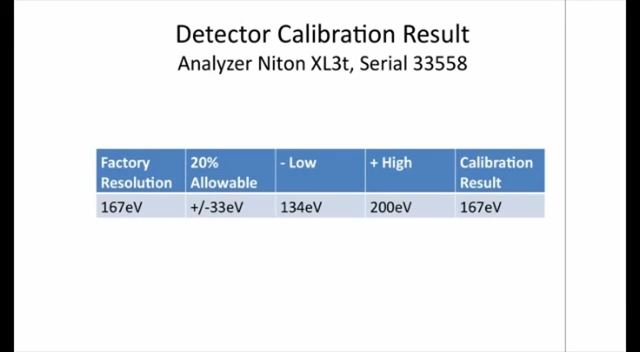 Detector Calibration Result
Analyzer Niton XL3t, Serial 33558
Factory Resolution 20% Allowable - Low + High Calibration Result
167eV +/-33eV 134eV 200eV 167eV